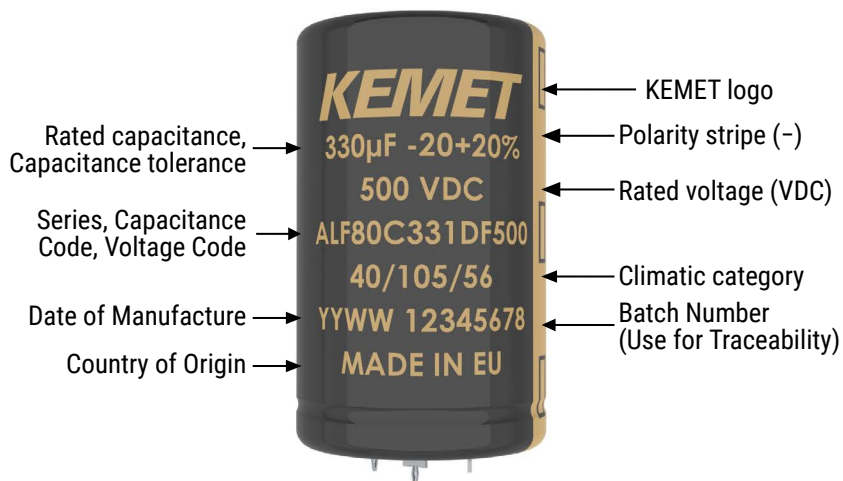 KEMET
330µF -20+20%
500 VDC
ALF80C331DF500
40/105/56
YYWW 12345678
MADE IN EU
Rated capacitance,
Capacitance tolerance
Series, Capacitance
Code, Voltage Code
Date of Manufacture
Country of Origin
KEMET logo
Polarity stripe (−)
Rated voltage (VDC)
Climatic category
Batch Number
(Use for Traceability)